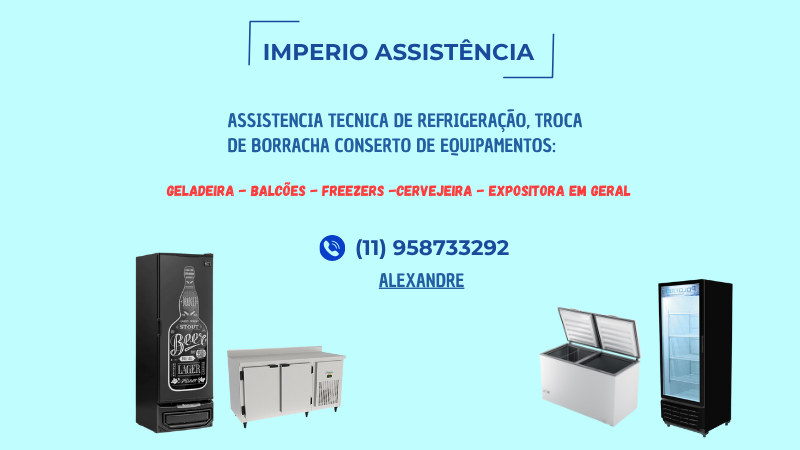 IMPERIO ASSISTÊNCIA
ASSISTENCIA TECNICA DE REFRIGERAÇÃO, TROCA
DE BORRACHA CONSERTO DE EQUIPAMENTOS:
GELADEIRA - BALCÕES - FREEZERS -CERVEJEIRA - EXPOSITORA EM GERAL
(11) 958733292
ALEXANDRE
STOUT
Beer
LAGER